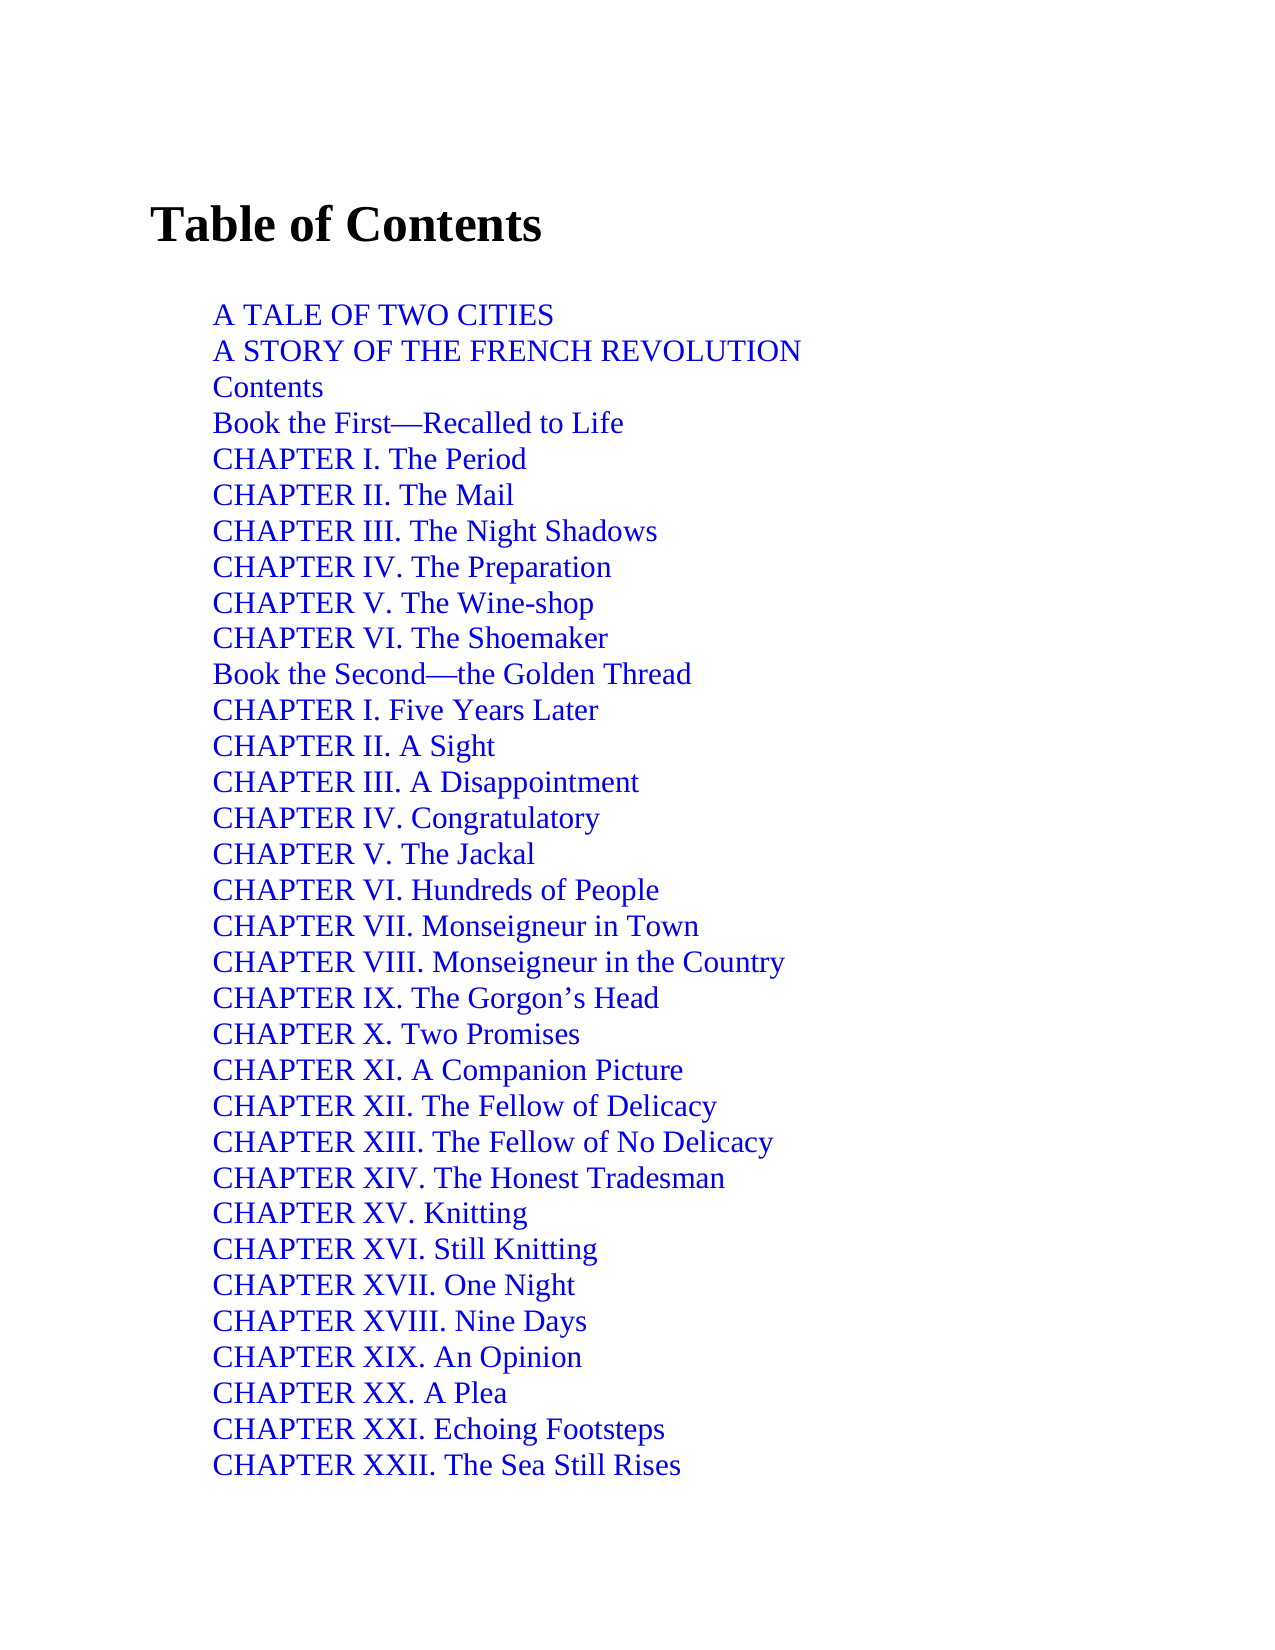 Table of Contents
A TALE OF TWO CITIES
A STORY OF THE FRENCH REVOLUTION
Contents
Book the First—Recalled to Life
CHAPTER I. The Period
CHAPTER II. The Mail
CHAPTER III. The Night Shadows
CHAPTER IV. The Preparation
CHAPTER V. The Wine-shop
CHAPTER VI. The Shoemaker
Book the Second—the Golden Thread
CHAPTER I. Five Years Later
CHAPTER II. A Sight
CHAPTER III. A Disappointment
CHAPTER IV. Congratulatory
CHAPTER V. The Jackal
CHAPTER VI. Hundreds of People
CHAPTER VII. Monseigneur in Town
CHAPTER VIII. Monseigneur in the Country
CHAPTER IX. The Gorgon’s Head
CHAPTER X. Two Promises
CHAPTER XI. A Companion Picture
CHAPTER XII. The Fellow of Delicacy
CHAPTER XIII. The Fellow of No Delicacy
CHAPTER XIV. The Honest Tradesman
CHAPTER XV. Knitting
CHAPTER XVI. Still Knitting
CHAPTER XVII. One Night
CHAPTER XVIII. Nine Days
CHAPTER XIX. An Opinion
CHAPTER XX. A Plea
CHAPTER XXI. Echoing Footsteps
CHAPTER XXII. The Sea Still Rises